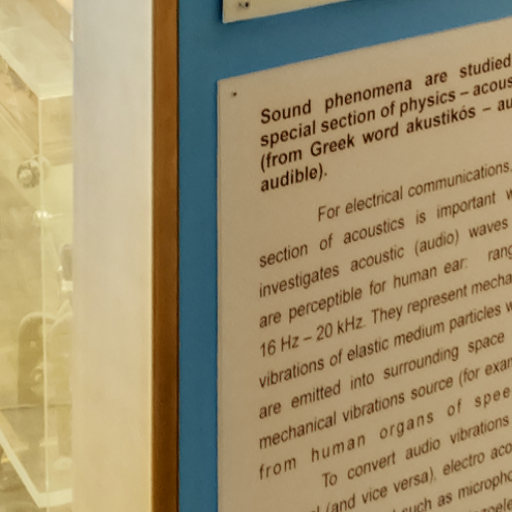 Sound phenomena are studied
special section of physics – acous
(from Greek word akustikós – au
audible).
For electrical communications,
section of acoustics is important w
investigates acoustic (audio) waves
are perceptible for human ear: rang
16 Hz – 20 kHz. They represent mecha
vibrations of elastic medium particles w
are emitted into surrounding space
mechanical vibrations source (for exam
from human organs of spee
To convert audio vibrations
(and vice versa), electro aco
such as micropho